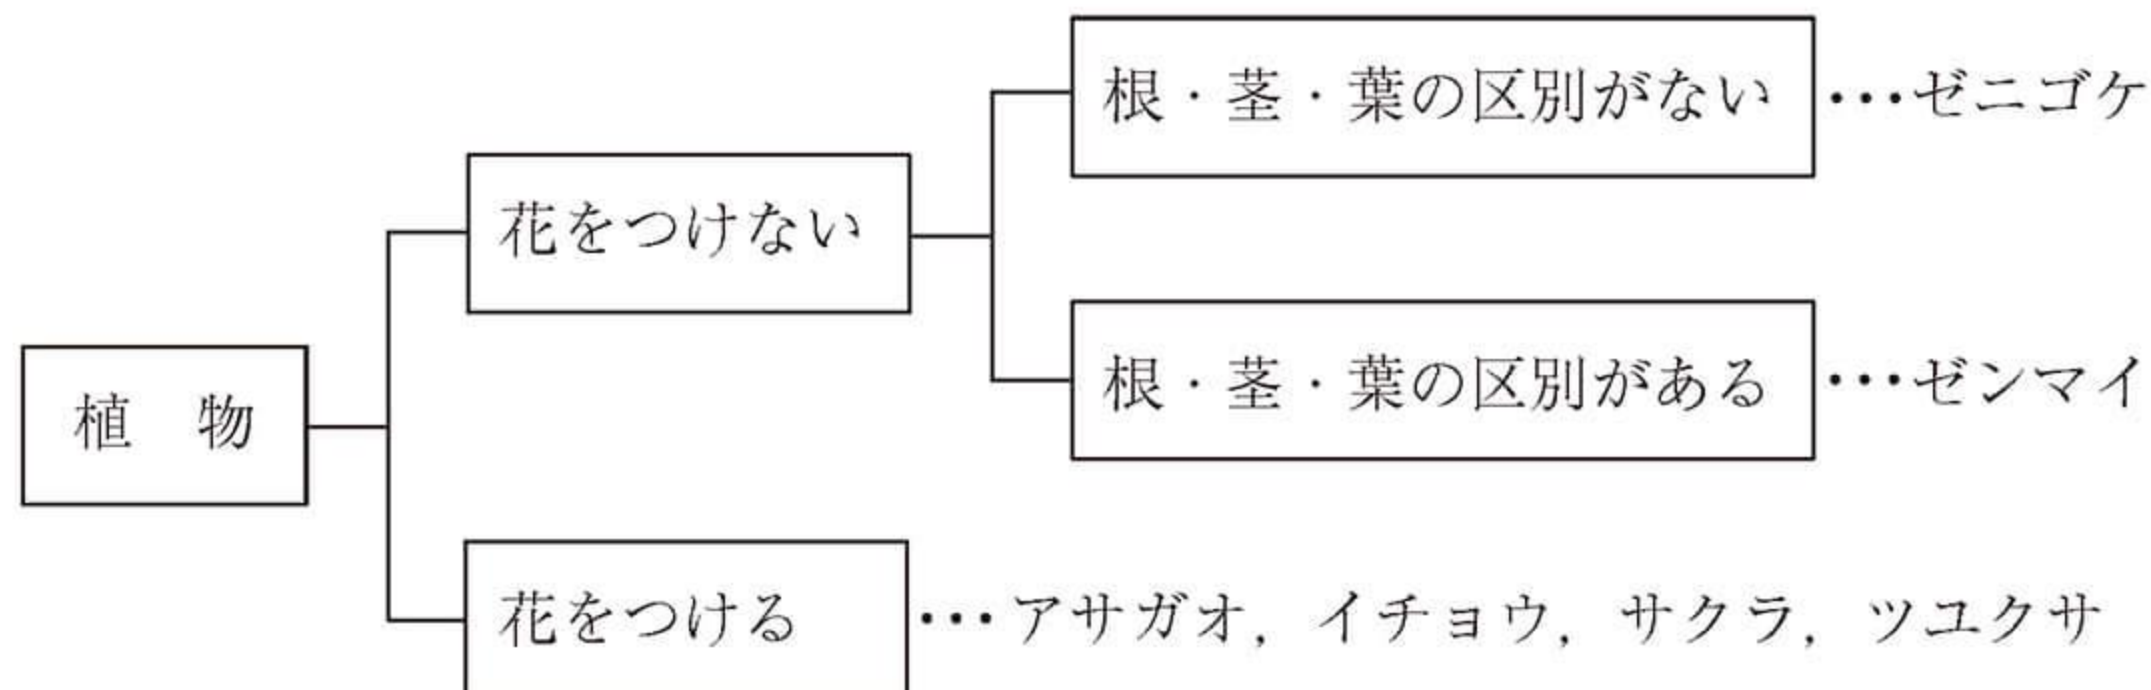 根・茎・葉の区別がない …ゼニゴケ
花をつけない
根・茎・葉の区別がある …ゼンマイ
植　物
花をつける …アサガオ，イチョウ，サクラ，ツユクサ